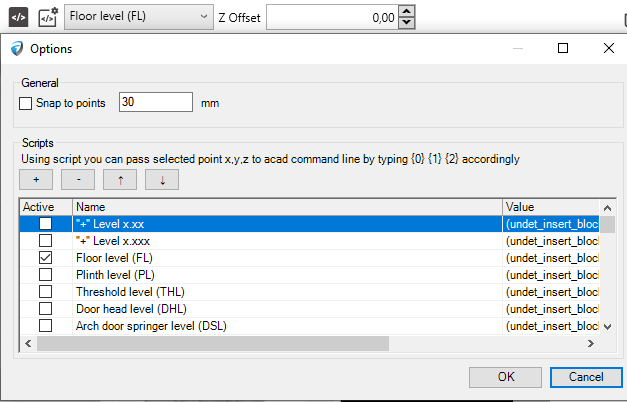 Floor level (FL) Z Offset 0,00
Options
General
Snap to points 30 mm
Scripts
Using script you can pass selected point x,y,z to acad command line by typing {0} {1} {2} accordingly
+ - ↑ ↓
Active Name Value
"+" Level x.xx (undet_insert_bloc
"+" Level x.xxx (undet_insert_bloc
Floor level (FL) (undet_insert_bloc
Plinth level (PL) (undet_insert_bloc
Threshold level (THL) (undet_insert_bloc
Door head level (DHL) (undet_insert_bloc
Arch door springer level (DSL) (undet_insert_bloc
OK Cancel